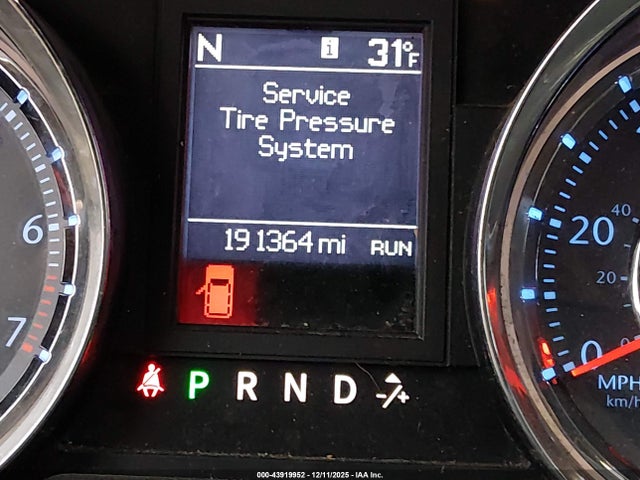 N i 31°F
Service
Tire Pressure
System
191364 mi RUN
6
7
40
20
20
0
0
MPH
km/h
P R N D -/+
000-43919952 - 12/11/2025 - IAA Inc.